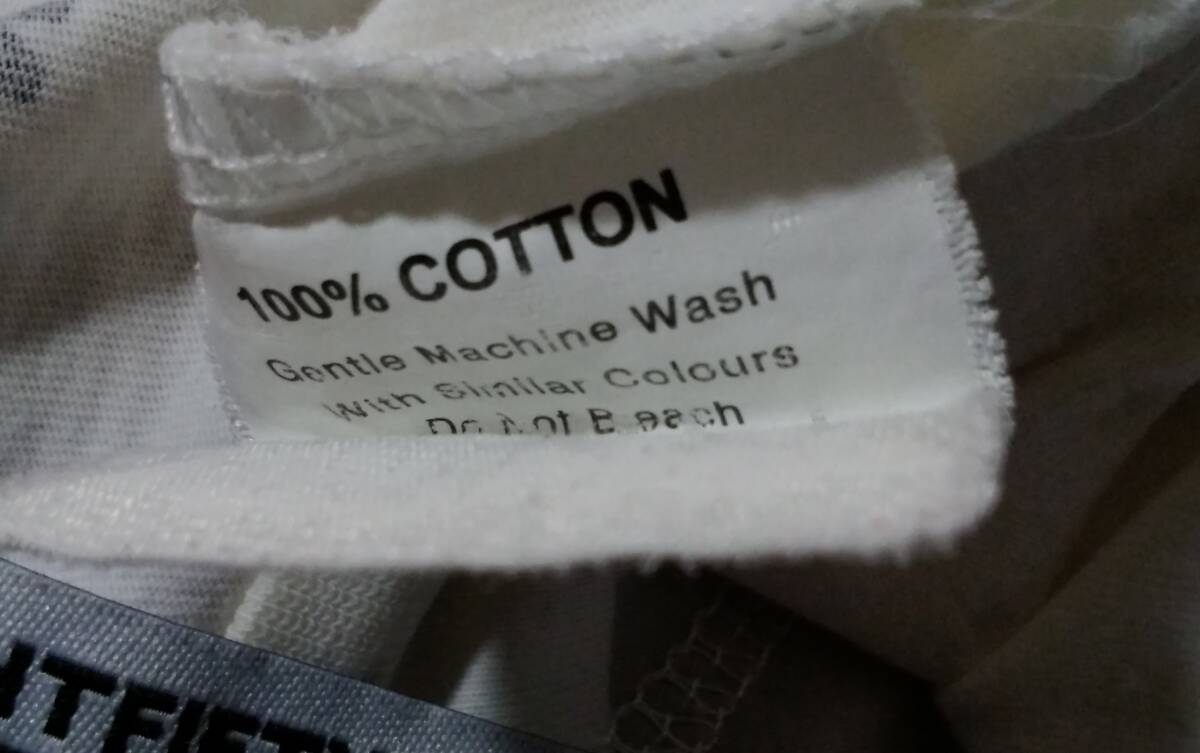 100% COTTON
Gentle Machine Wash
With Similar Colours
Do Not Bleach